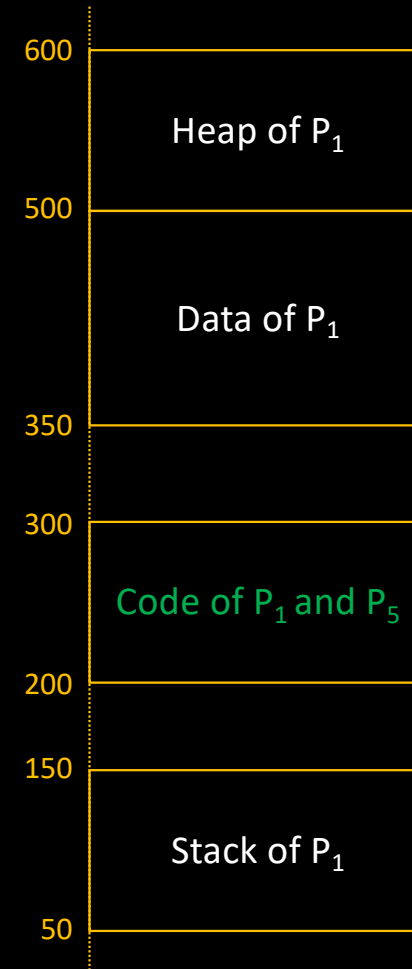 600
Heap of P₁
500
Data of P₁
350
300
Code of P₁ and P₅
200
150
Stack of P₁
50